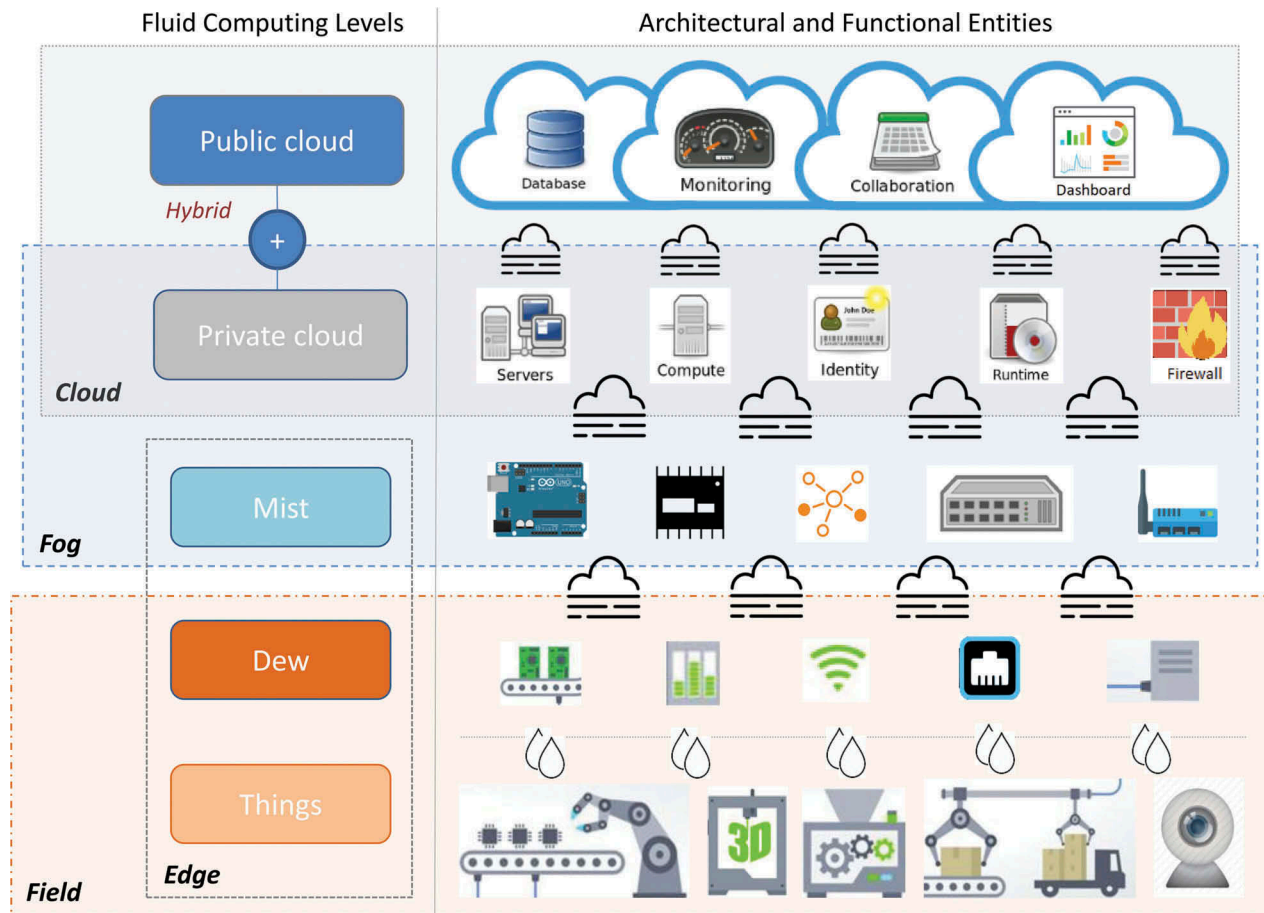 Fluid Computing Levels
Architectural and Functional Entities
Public cloud
Hybrid
+
Private cloud
Cloud
Mist
Fog
Dew
Things
Edge
Field
Database
Monitoring
Collaboration
Dashboard
Servers
Compute
John Doe
Identity
Runtime
Firewall
UNO
3D